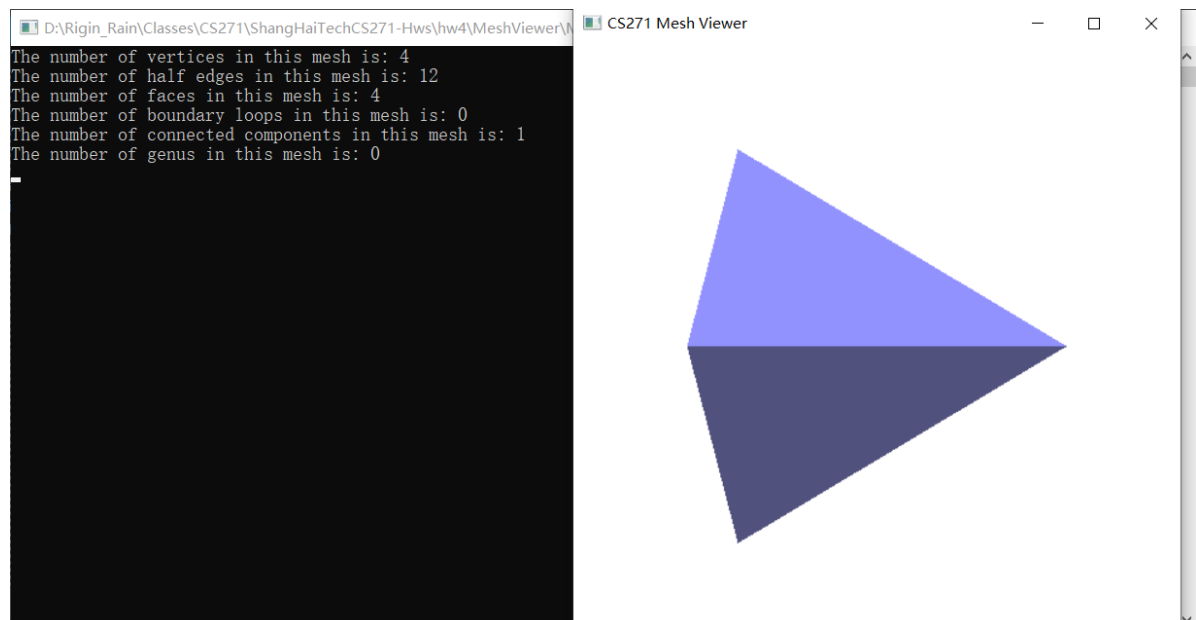 D:\Rigin_Rain\Classes\CS271\ShangHaiTechCS271-Hws\hw4\MeshViewer\
CS271 Mesh Viewer
The number of vertices in this mesh is: 4
The number of half edges in this mesh is: 12
The number of faces in this mesh is: 4
The number of boundary loops in this mesh is: 0
The number of connected components in this mesh is: 1
The number of genus in this mesh is: 0